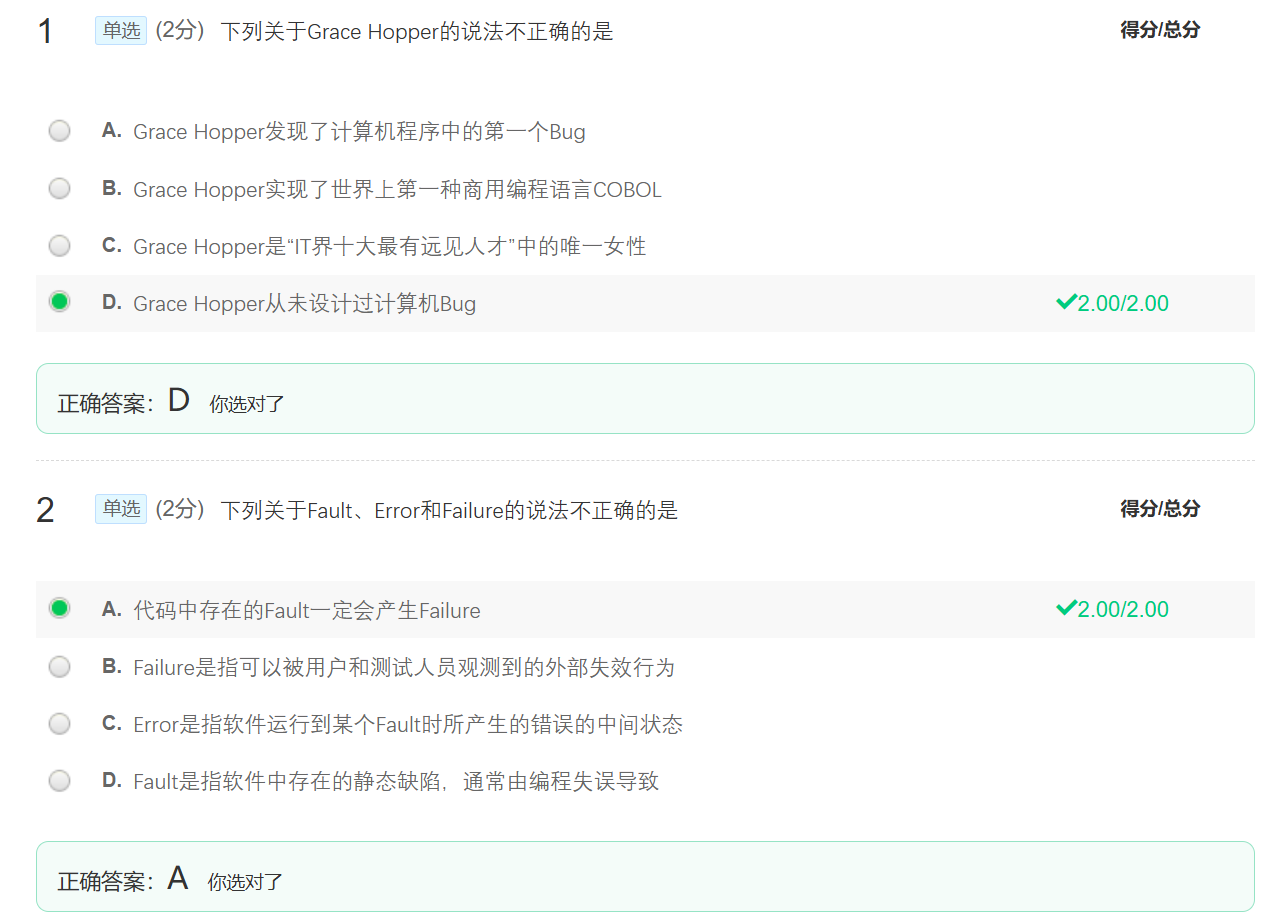 1 单选 (2分) 下列关于Grace Hopper的说法不正确的是 得分/总分
A. Grace Hopper发现了计算机程序中的第一个Bug
B. Grace Hopper实现了世界上第一种商用编程语言COBOL
C. Grace Hopper是“IT界十大最有远见人才”中的唯一女性
D. Grace Hopper从未设计过计算机Bug 2.00/2.00
正确答案：D 你选对了
2 单选 (2分) 下列关于Fault、Error和Failure的说法不正确的是 得分/总分
A. 代码中存在的Fault一定会产生Failure 2.00/2.00
B. Failure是指可以被用户和测试人员观测到的外部失效行为
C. Error是指软件运行到某个Fault时所产生的错误的中间状态
D. Fault是指软件中存在的静态缺陷，通常由编程失误导致
正确答案：A 你选对了